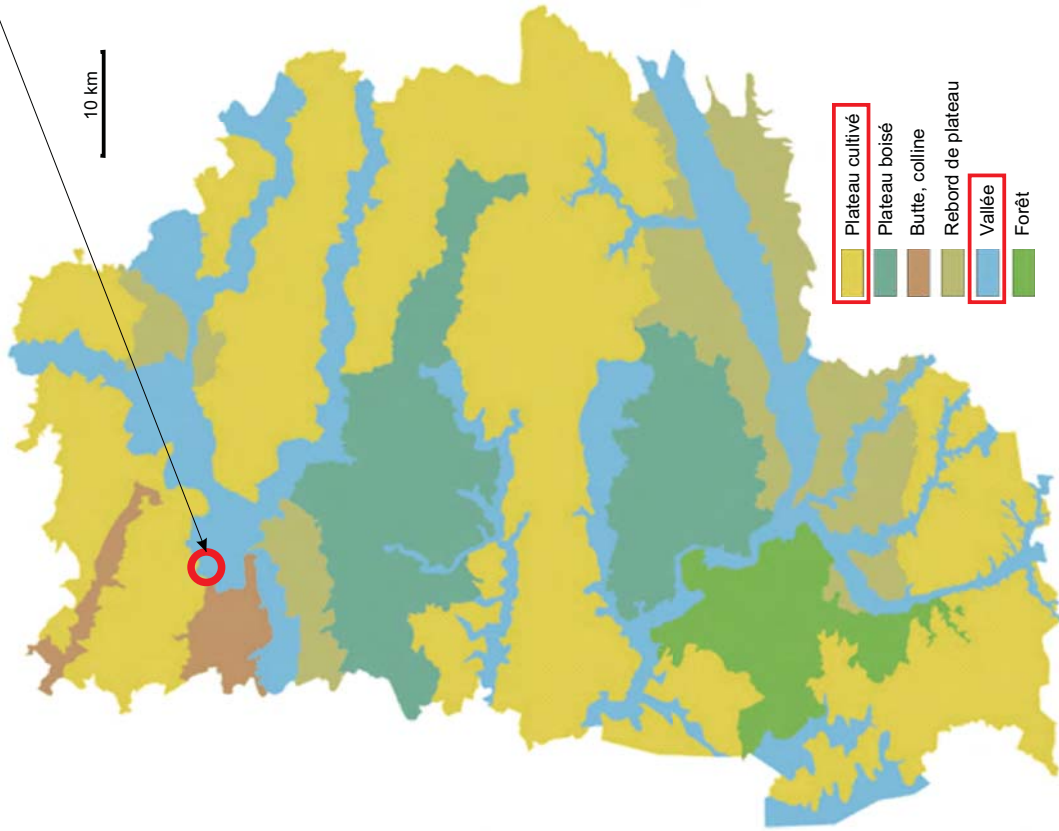 10 km
Plateau cultivé
Plateau boisé
Butte, colline
Rebord de plateau
Vallée
Forêt